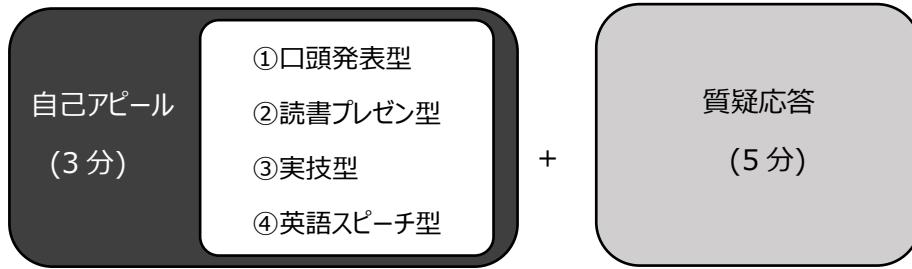 自己アピール
(3 分)
①口頭発表型
②読書プレゼン型
③実技型
④英語スピーチ型
+
質疑応答
(5 分)